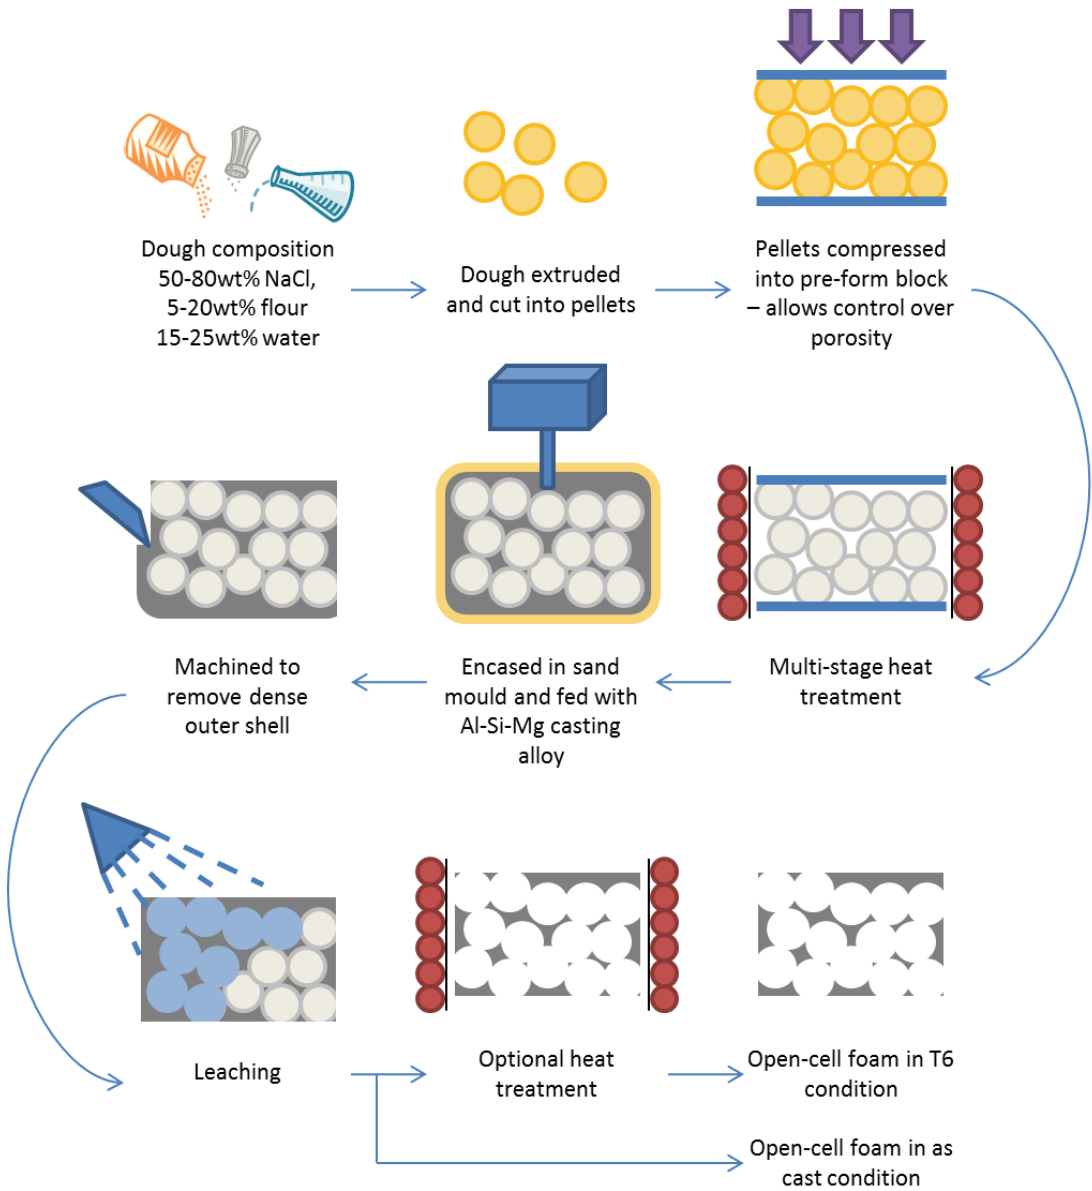 Dough composition
50-80wt% NaCl,
5-20wt% flour
15-25wt% water
Dough extruded
and cut into pellets
Pellets compressed
into pre-form block
– allows control over
porosity
Multi-stage heat
treatment
Encased in sand
mould and fed with
Al-Si-Mg casting
alloy
Machined to
remove dense
outer shell
Leaching
Optional heat
treatment
Open-cell foam in T6
condition
Open-cell foam in as
cast condition